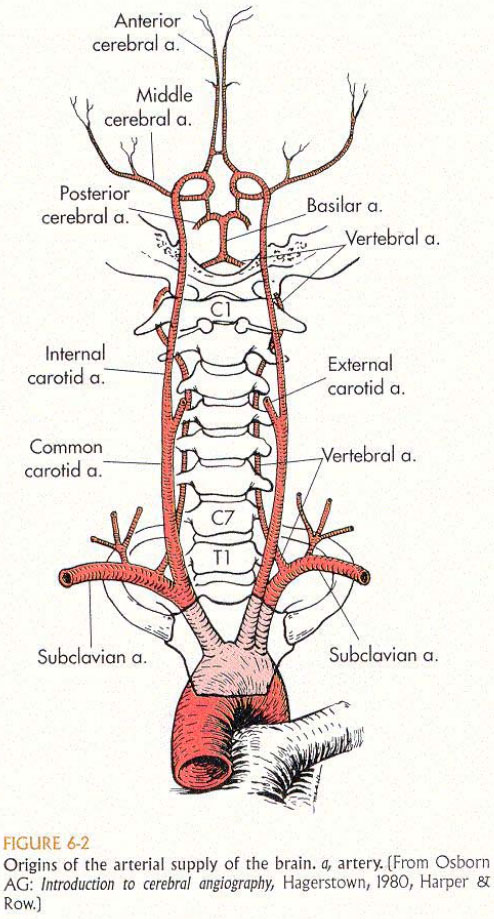 Anterior
cerebral a.
Middle
cerebral a.
Posterior
cerebral a.
Basilar a.
Vertebral a.
C1
Internal
carotid a.
External
carotid a.
Common
carotid a.
Vertebral a.
C7
T1
Subclavian a.
Subclavian a.
FIGURE 6-2
Origins of the arterial supply of the brain. a, artery. (From Osborn
AG: Introduction to cerebral angiography, Hagerstown, 1980, Harper &
Row.)